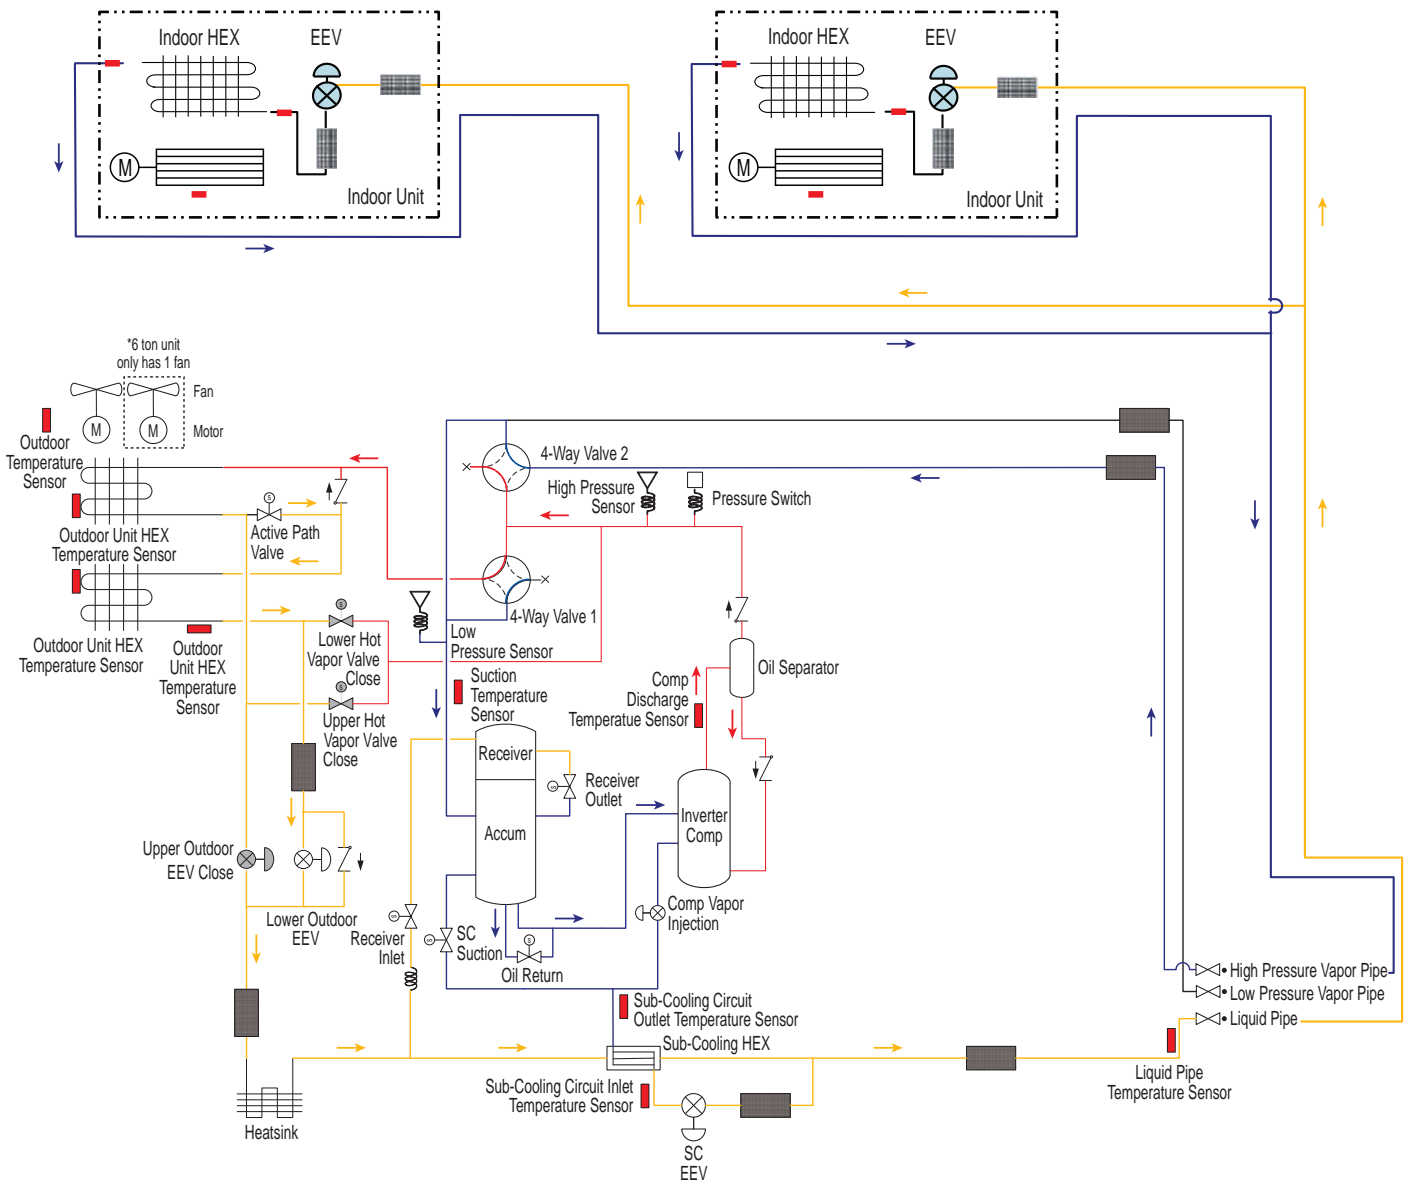 Indoor HEX
EEV
M
Indoor Unit
Indoor HEX
EEV
M
Indoor Unit
*6 ton unit
only has 1 fan
Fan
M
M
Motor
Outdoor
Temperature
Sensor
Outdoor Unit HEX
Temperature Sensor
S
Active Path
Valve
Outdoor Unit HEX
Temperature Sensor
Outdoor
Unit HEX
Temperature
Sensor
S
Lower Hot
Vapor Valve
Close
S
Upper Hot
Vapor Valve
Close
4-Way Valve 2
High Pressure
Sensor
Pressure Switch
4-Way Valve 1
Low
Pressure Sensor
Suction
Temperature
Sensor
Comp
Discharge
Temperatue Sensor
Oil Separator
Receiver
S
Receiver
Outlet
Accum
Inverter
Comp
Upper Outdoor
EEV Close
Lower Outdoor
EEV
S
Receiver
Inlet
S
SC
Suction
S
Oil Return
Comp Vapor
Injection
High Pressure Vapor Pipe
Low Pressure Vapor Pipe
Liquid Pipe
Sub-Cooling Circuit
Outlet Temperature Sensor
Sub-Cooling HEX
Sub-Cooling Circuit Inlet
Temperature Sensor
Liquid Pipe
Temperature Sensor
Heatsink
SC
EEV